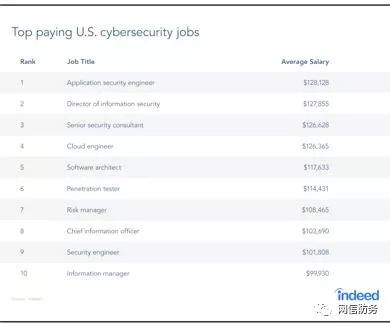 Top paying U.S. cybersecurity jobs
Rank Job Title Average Salary
1 Application security engineer $128,128
2 Director of information security $127,855
3 Senior security consultant $126,628
4 Cloud engineer $126,365
5 Software architect $117,633
6 Penetration tester $114,431
7 Risk manager $108,465
8 Chief information officer $103,690
9 Security engineer $101,808
10 Information manager $99,930
Source: Indeed
indeed
网信防务